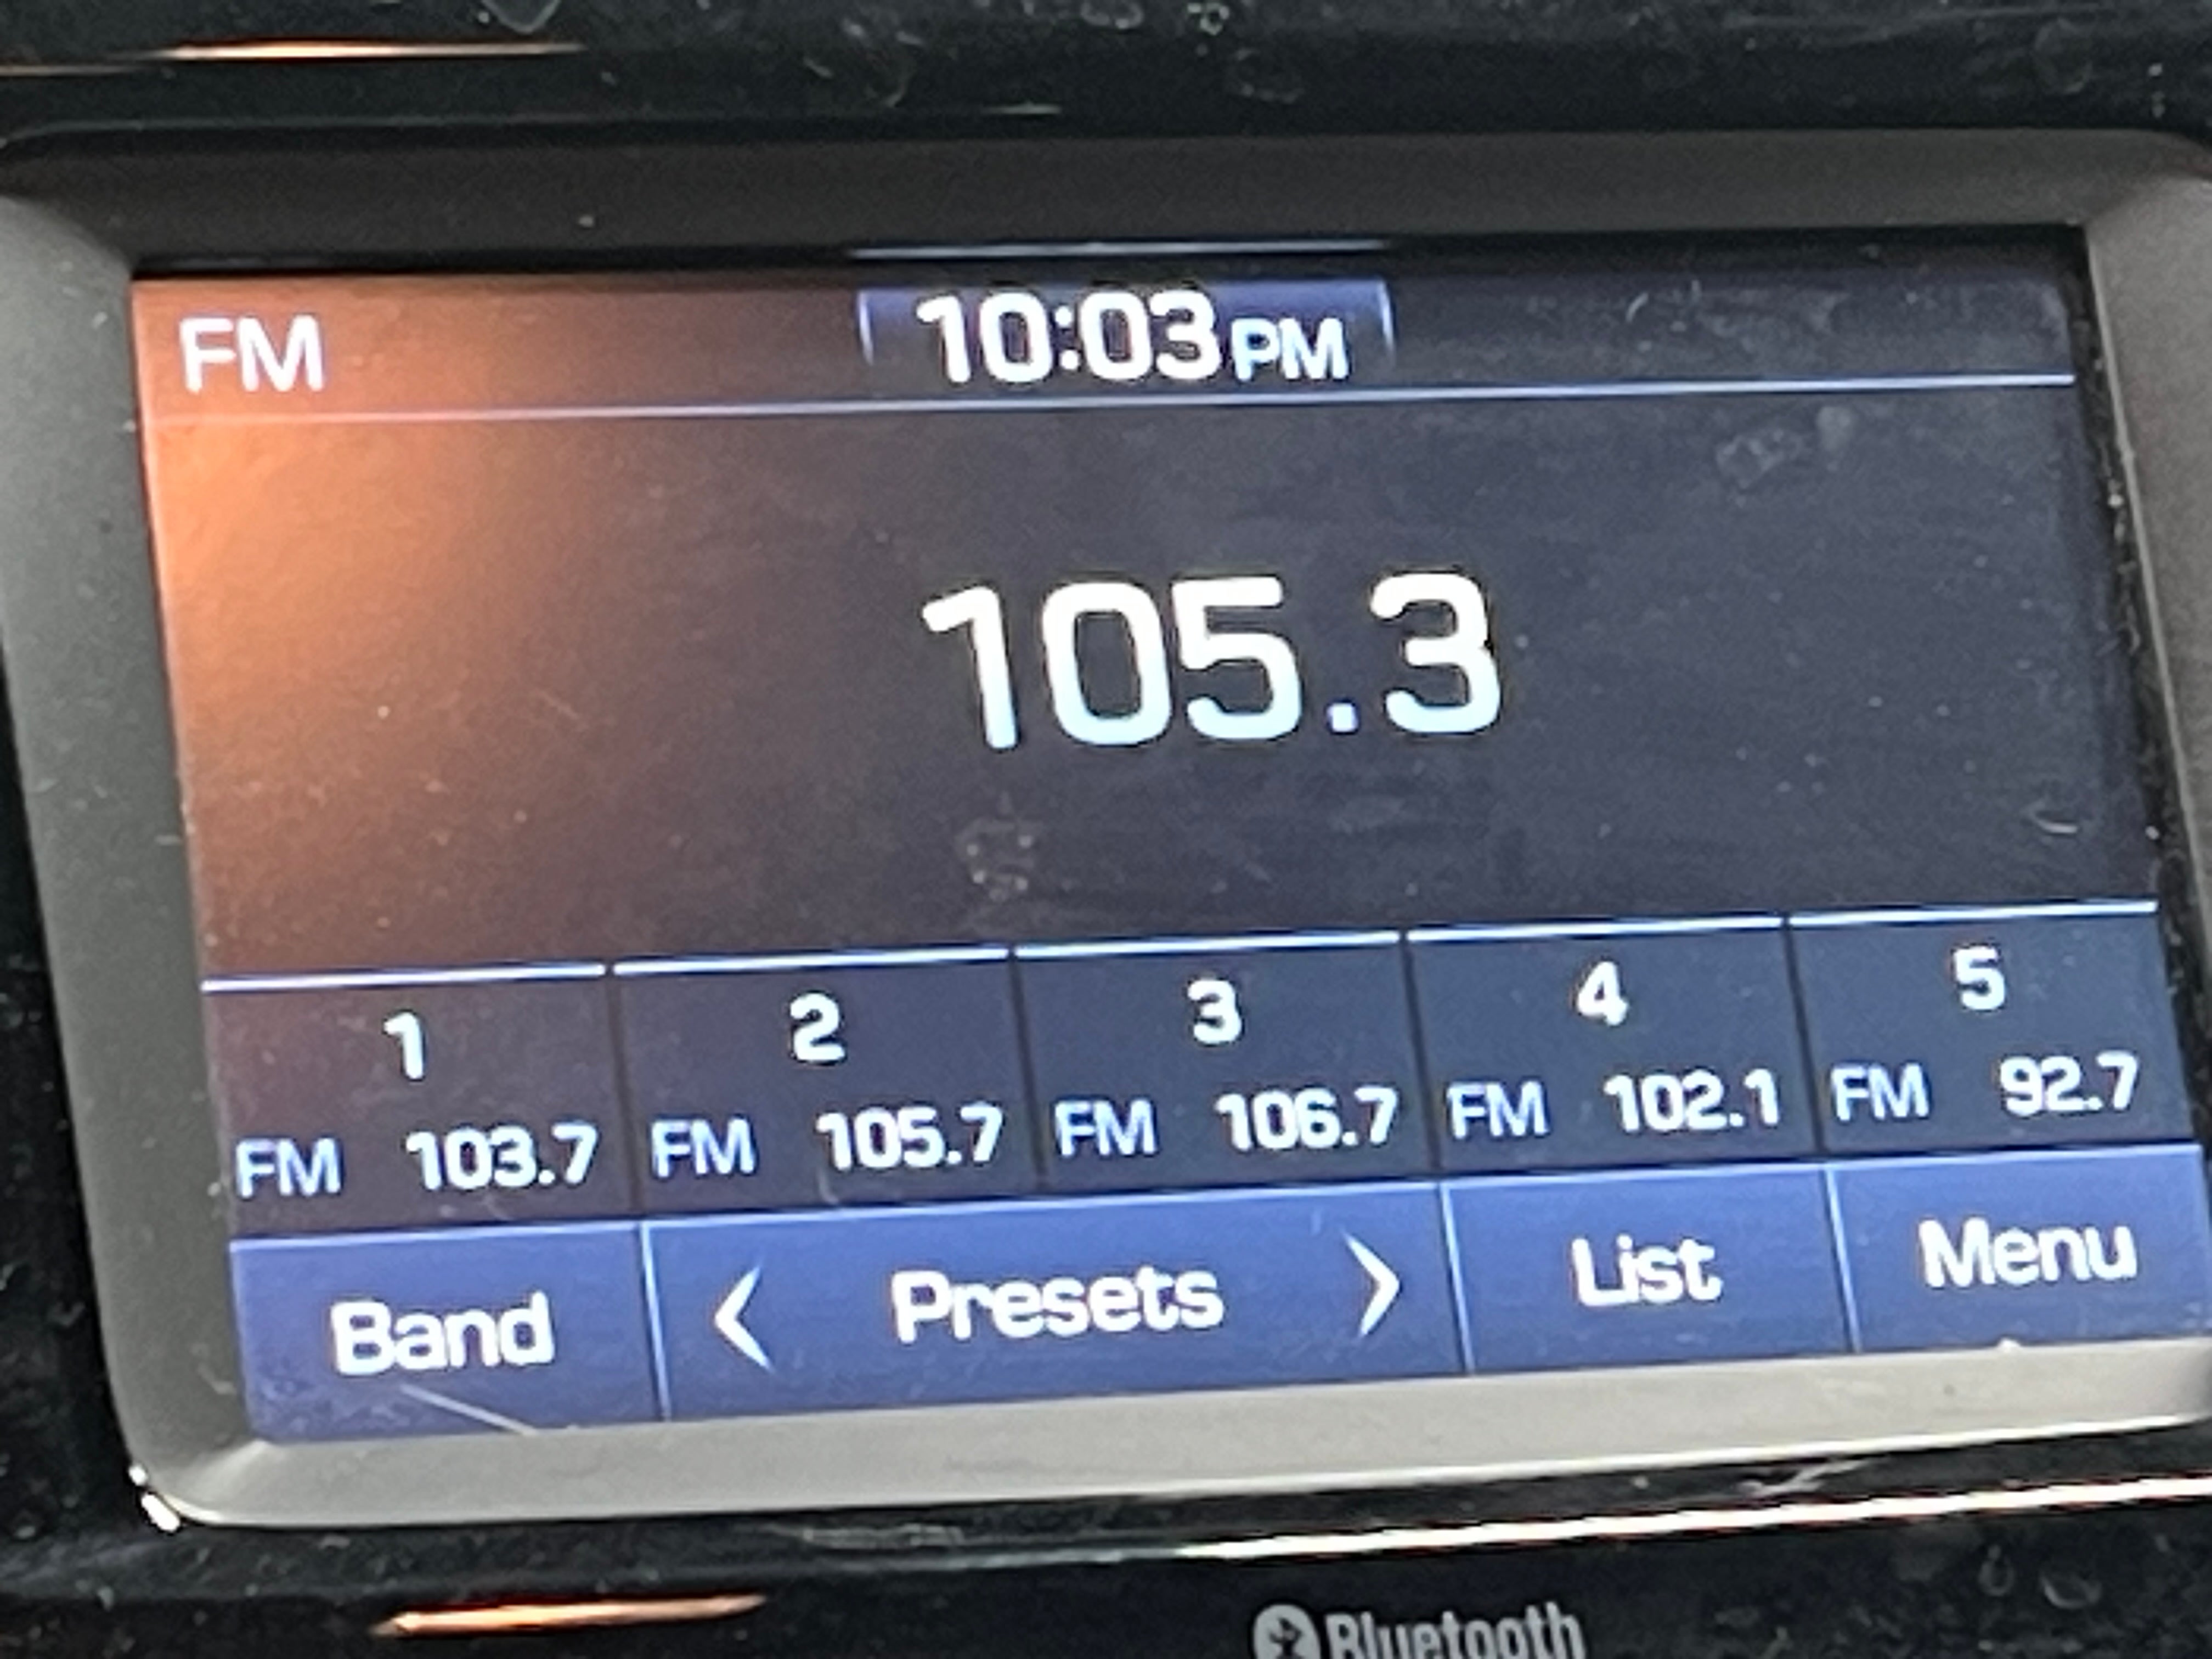 FM 10:03 PM
105.3
1 2 3 4 5
FM 103.7 FM 105.7 FM 106.7 FM 102.1 FM 92.7
Band < Presets > List Menu
Bluetooth